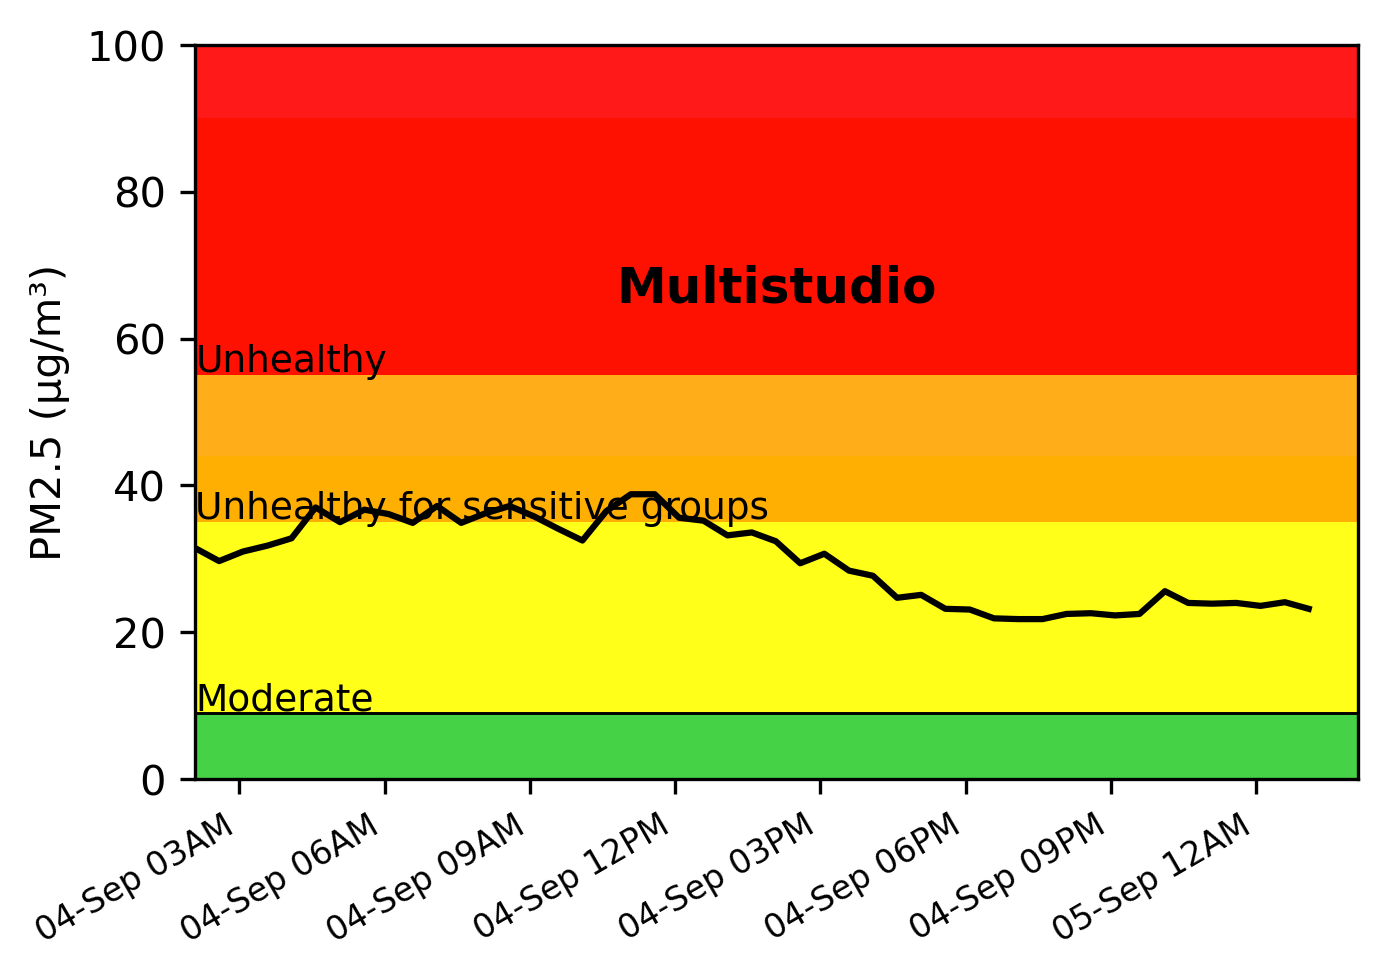 100
80
60
40
20
0
PM2.5 (µg/m³)
Multistudio
Unhealthy
Unhealthy for sensitive groups
Moderate
04-Sep 03AM
04-Sep 06AM
04-Sep 09AM
04-Sep 12PM
04-Sep 03PM
04-Sep 06PM
04-Sep 09PM
05-Sep 12AM